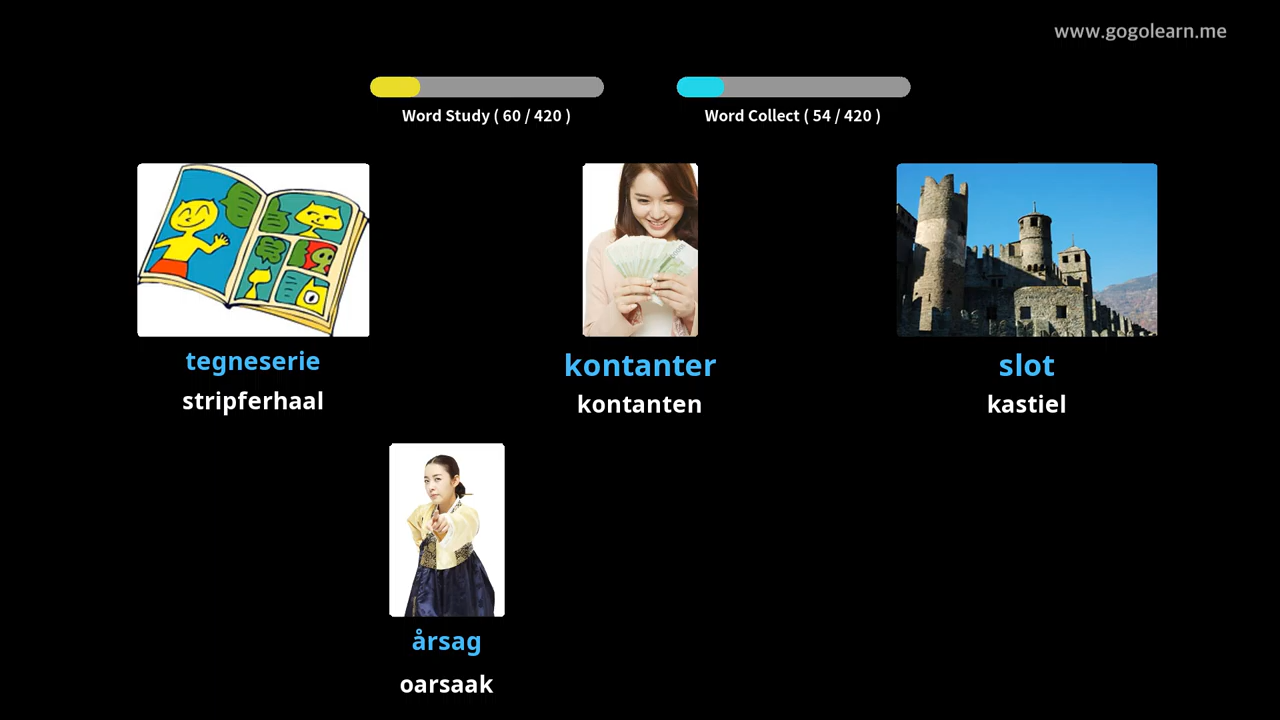 www.gogolearn.me
Word Study ( 60 / 420 )
Word Collect ( 54 / 420 )
tegneserie
stripferhaal
kontanter
kontanten
slot
kastiel
årsag
oarsaak